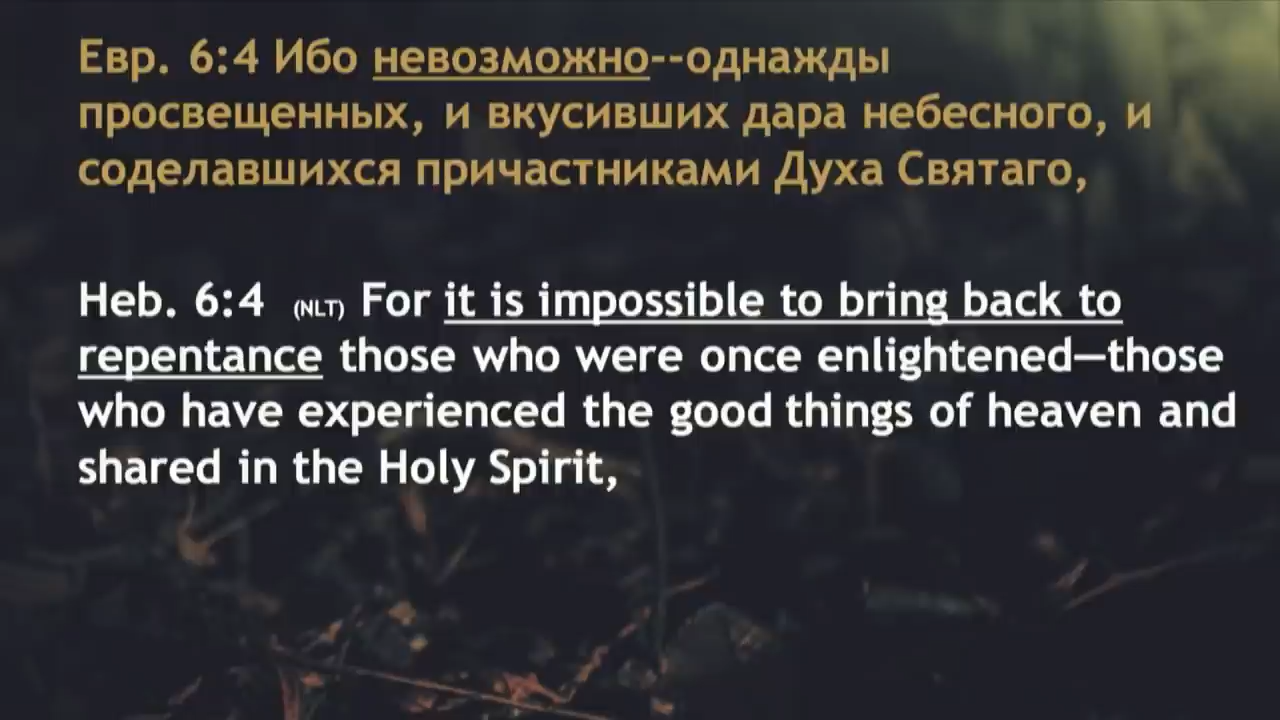 Евр. 6:4 Ибо невозможно--однажды
просвещенных, и вкусивших дара небесного, и
соделавшихся причастниками Духа Святаго,
Heb. 6:4 (NLT) For it is impossible to bring back to
repentance those who were once enlightened—those
who have experienced the good things of heaven and
shared in the Holy Spirit,